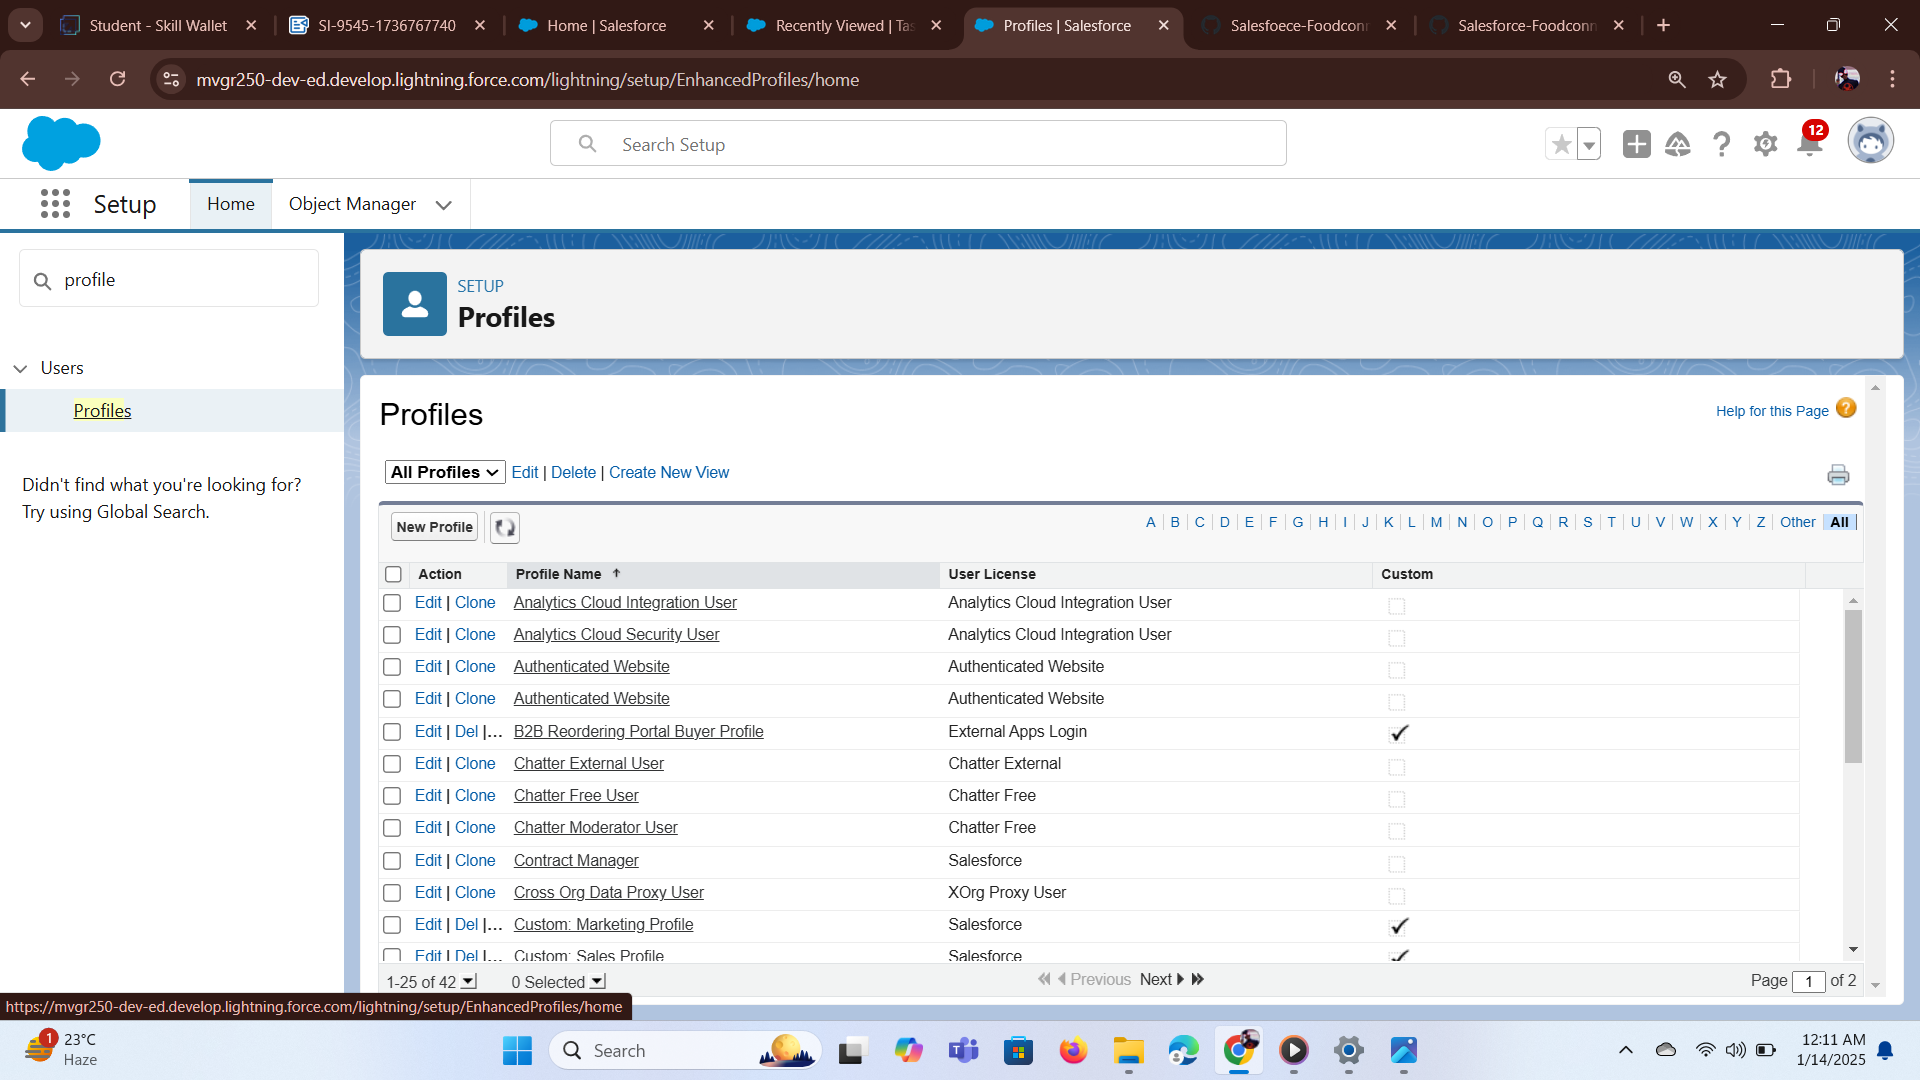 Student - Skill Wallet
SI-9545-1736767740
Home | Salesforce
Recently Viewed | Tas
Profiles | Salesforce
Salesfoece-Foodconn
Salesforce-Foodconn
mvgr250-dev-ed.develop.lightning.force.com/lightning/setup/EnhancedProfiles/home
Search Setup
12
Setup
Home
Object Manager
profile
Users
Profiles
Didn't find what you're looking for?
Try using Global Search.
SETUP
Profiles
Profiles
Help for this Page ?
All Profiles Edit | Delete | Create New View
New Profile
A | B | C | D | E | F | G | H | I | J | K | L | M | N | O | P | Q | R | S | T | U | V | W | X | Y | Z | Other | All
Action Profile Name User License Custom
Edit | Clone Analytics Cloud Integration User Analytics Cloud Integration User
Edit | Clone Analytics Cloud Security User Analytics Cloud Integration User
Edit | Clone Authenticated Website Authenticated Website
Edit | Clone Authenticated Website Authenticated Website
Edit | Del |... B2B Reordering Portal Buyer Profile External Apps Login
Edit | Clone Chatter External User Chatter External
Edit | Clone Chatter Free User Chatter Free
Edit | Clone Chatter Moderator User Chatter Free
Edit | Clone Contract Manager Salesforce
Edit | Clone Cross Org Data Proxy User XOrg Proxy User
Edit | Del |... Custom: Marketing Profile Salesforce
Edit | Del |... Custom: Sales Profile Salesforce
1-25 of 42 0 Selected Previous Next Page 1 of 2
https://mvgr250-dev-ed.develop.lightning.force.com/lightning/setup/EnhancedProfiles/home
1
23°C
Haze
Search
12:11 AM
1/14/2025